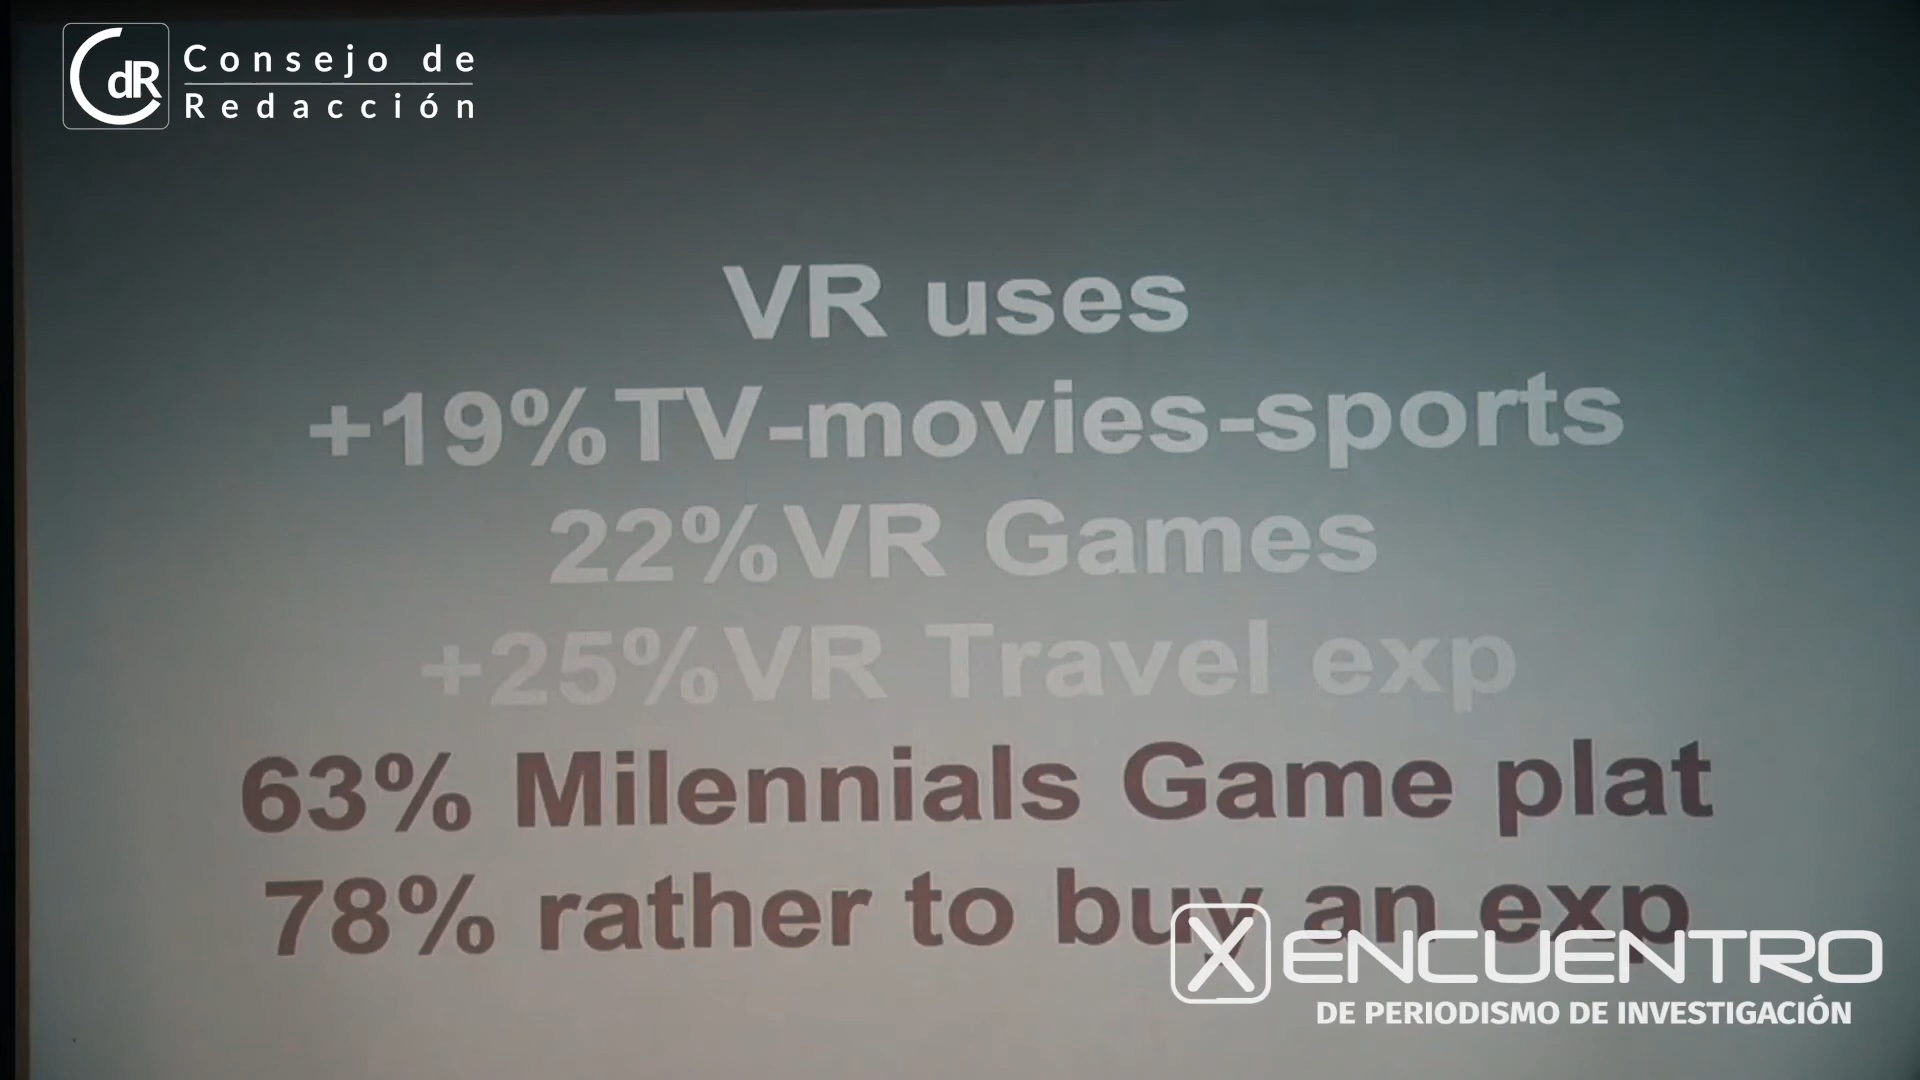 CdR
Consejo de
Redacción
VR uses
+19%TV-movies-sports
22%VR Games
+25%VR Travel exp
63% Milennials Game plat
78% rather to buy an exp
X ENCUENTRO
DE PERIODISMO DE INVESTIGACIÓN